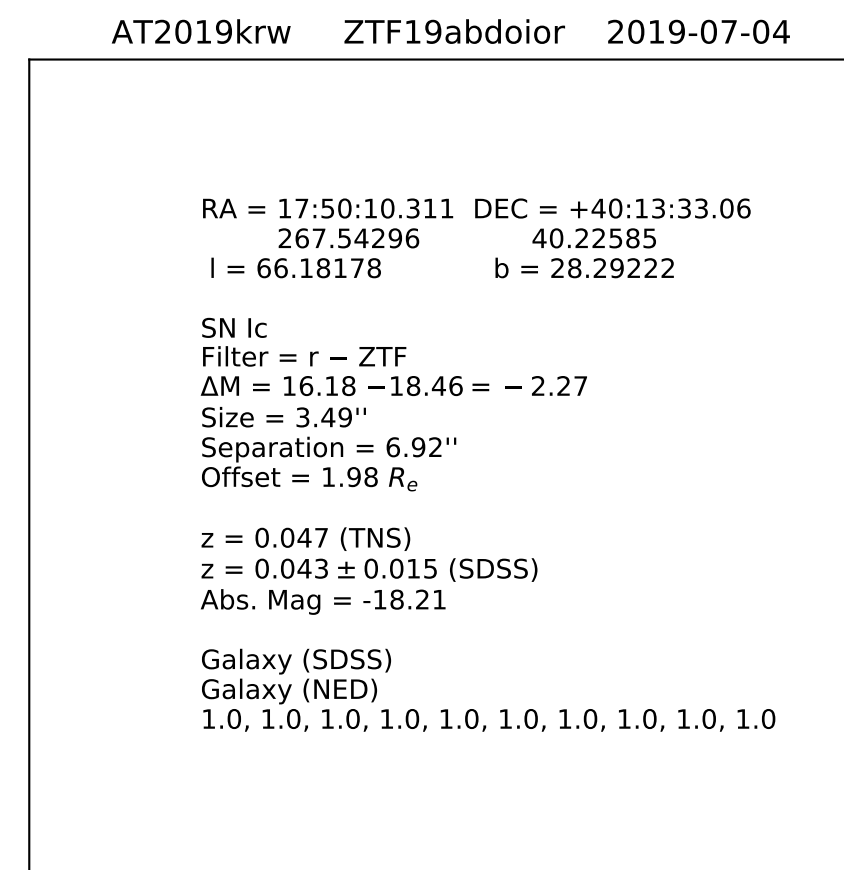 AT2019krw ZTF19abdoior 2019-07-04
RA = 17:50:10.311 DEC = +40:13:33.06
267.54296 40.22585
l = 66.18178 b = 28.29222
SN Ic
Filter = r − ZTF
ΔM = 16.18 −18.46 = − 2.27
Size = 3.49''
Separation = 6.92''
Offset = 1.98 Rₑ
z = 0.047 (TNS)
z = 0.043 ± 0.015 (SDSS)
Abs. Mag = -18.21
Galaxy (SDSS)
Galaxy (NED)
1.0, 1.0, 1.0, 1.0, 1.0, 1.0, 1.0, 1.0, 1.0, 1.0